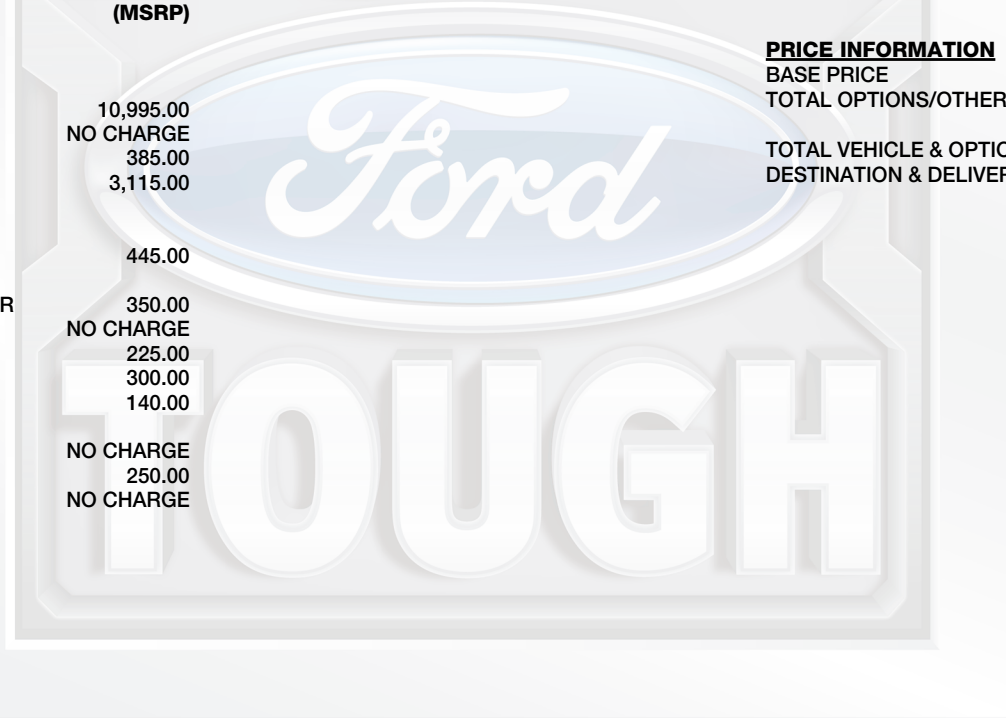 (MSRP)
10,995.00
NO CHARGE
385.00
3,115.00
445.00
R 350.00
NO CHARGE
225.00
300.00
140.00
NO CHARGE
250.00
NO CHARGE
PRICE INFORMATION
BASE PRICE
TOTAL OPTIONS/OTHER
TOTAL VEHICLE & OPTIO
DESTINATION & DELIVER
Ford
TOUGH